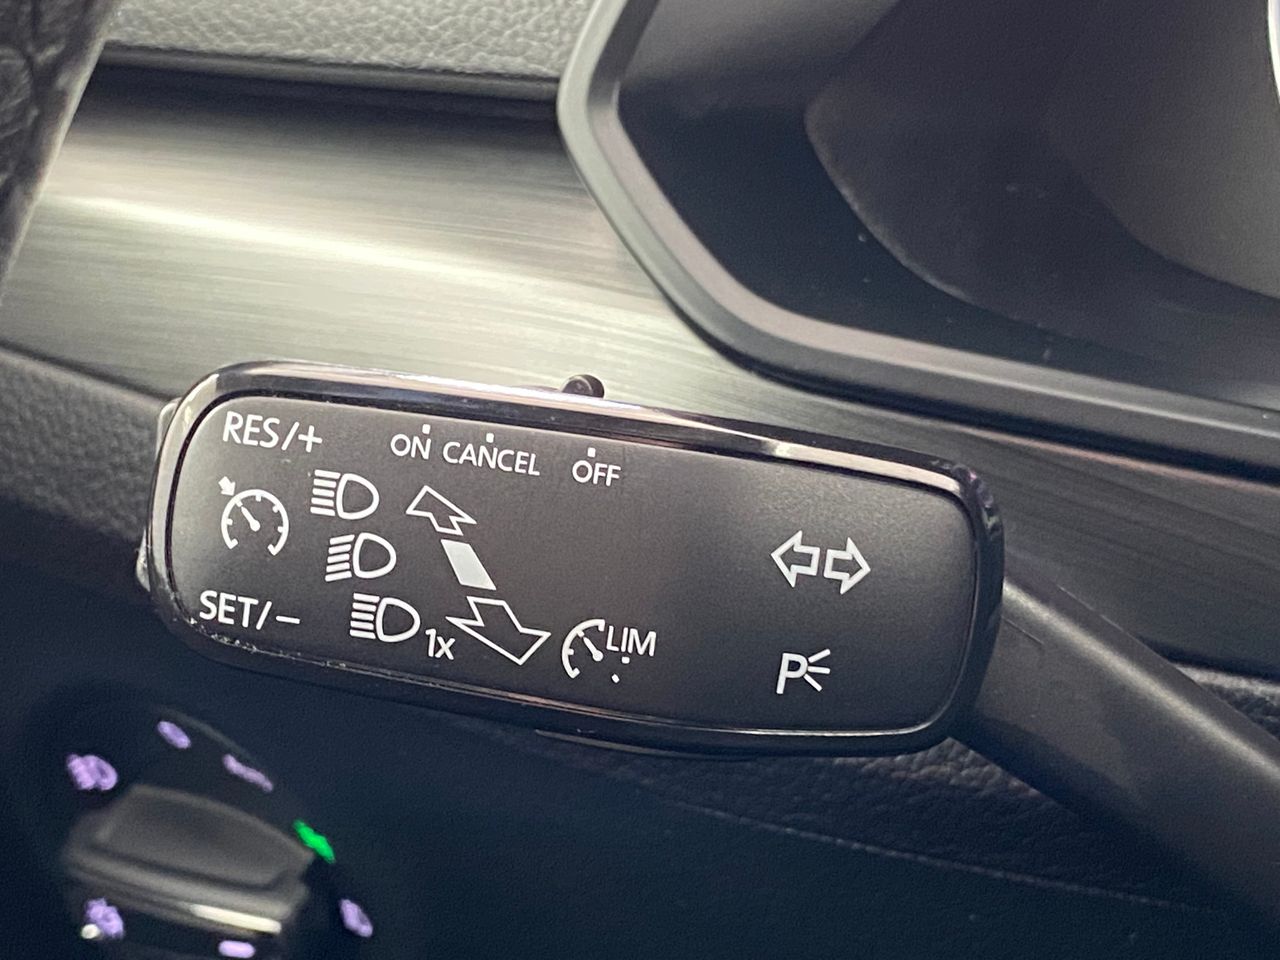 RES/+
ON CANCEL OFF
SET/-
1x
LIM
P